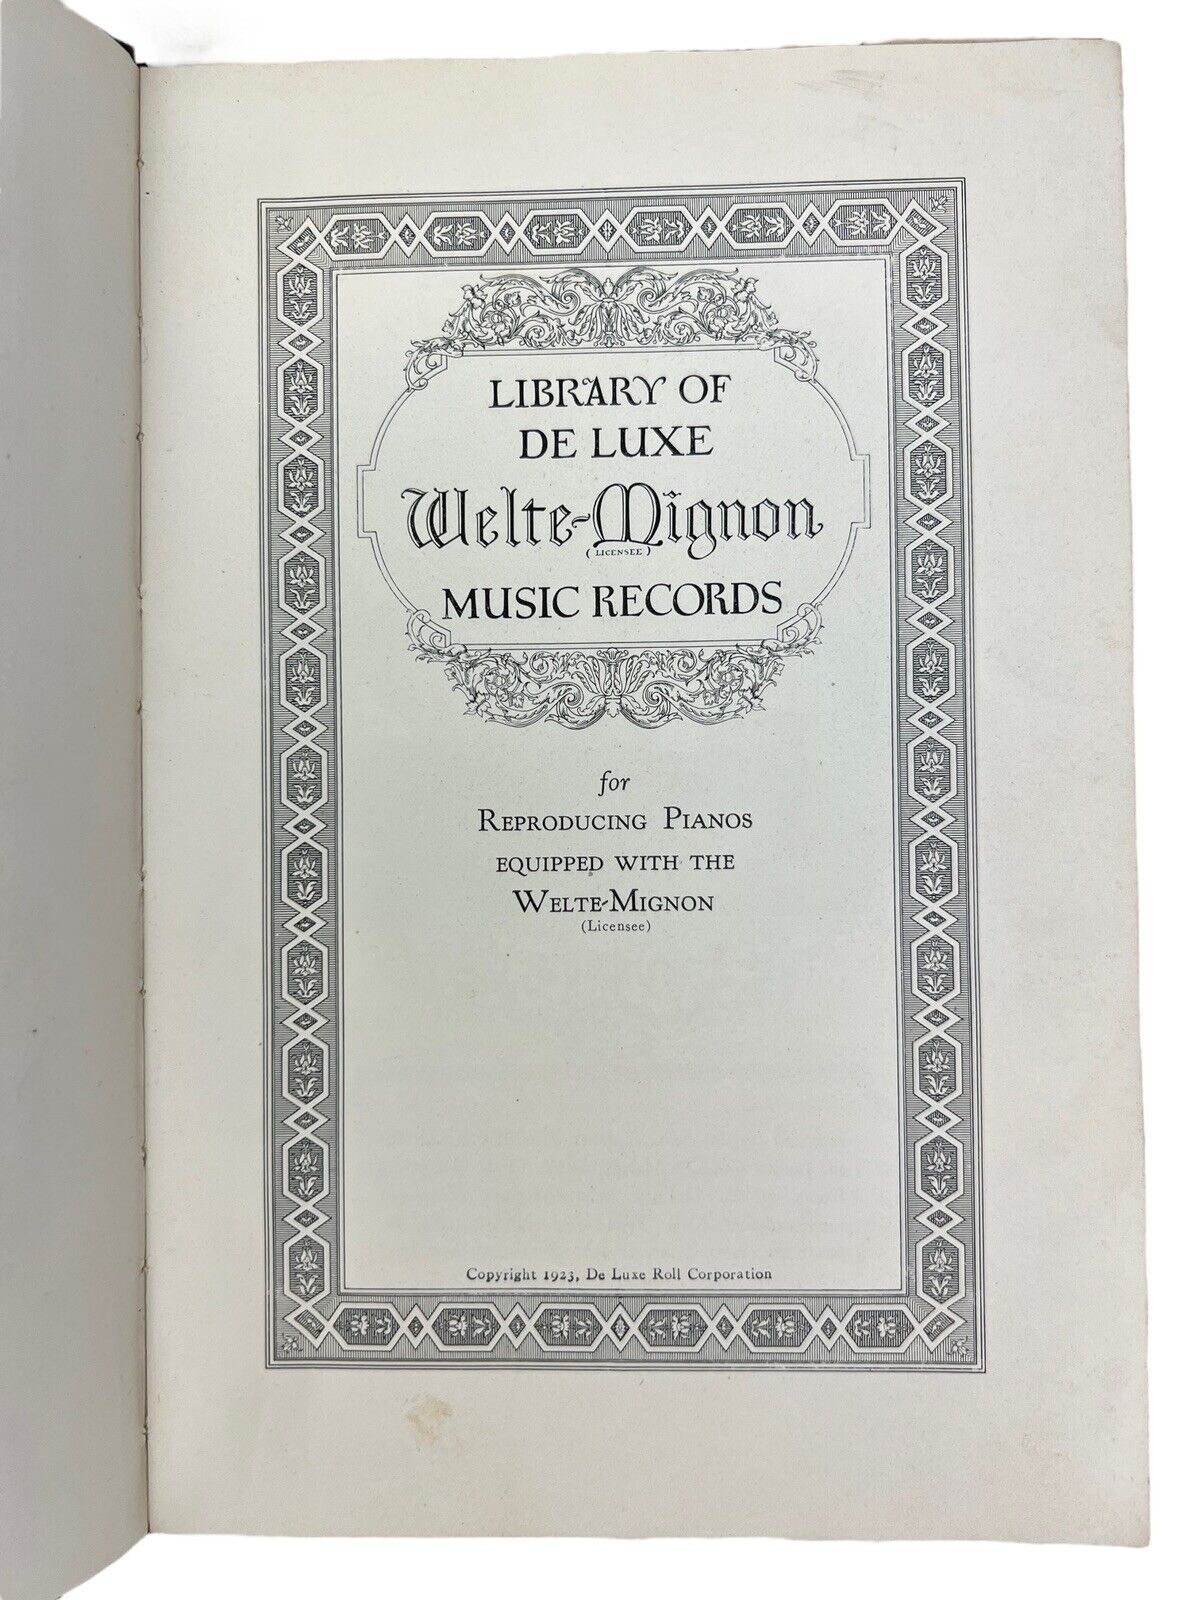 LIBRARY OF
DE LUXE
Welte-Mignon
(LICENSEE)
MUSIC RECORDS
for
REPRODUCING PIANOS
EQUIPPED WITH THE
WELTE-MIGNON
(Licensee)
Copyright 1923, De Luxe Roll Corporation